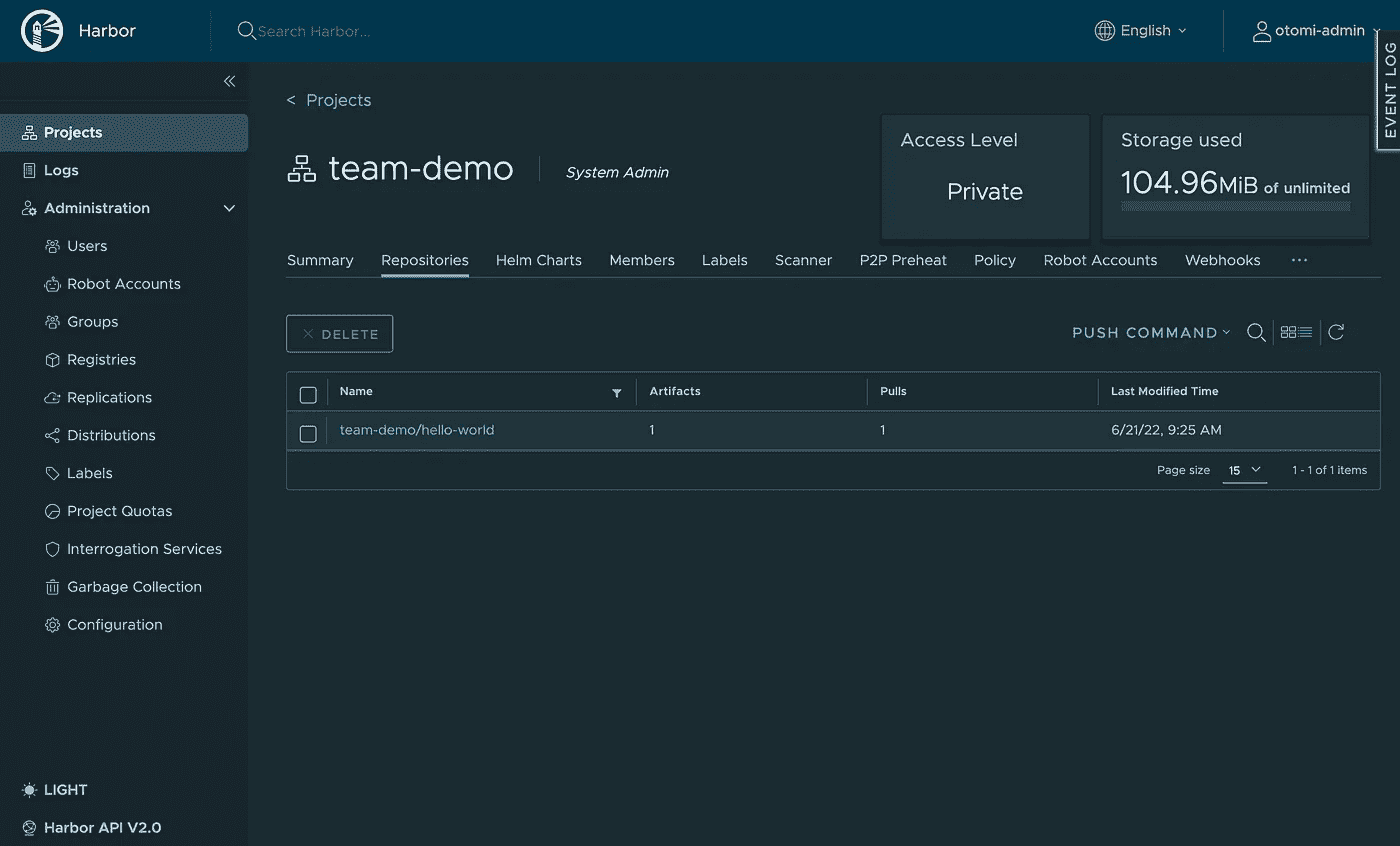 Harbor
Search Harbor...
English
otomi-admin
EVENT LOG
Projects
Logs
Administration
Users
Robot Accounts
Groups
Registries
Replications
Distributions
Labels
Project Quotas
Interrogation Services
Garbage Collection
Configuration
LIGHT
Harbor API V2.0
< Projects
team-demo
System Admin
Access Level
Private
Storage used
104.96MiB of unlimited
Summary Repositories Helm Charts Members Labels Scanner P2P Preheat Policy Robot Accounts Webhooks ...
DELETE
PUSH COMMAND
Name Artifacts Pulls Last Modified Time
team-demo/hello-world 1 1 6/21/22, 9:25 AM
Page size 15 1 - 1 of 1 items